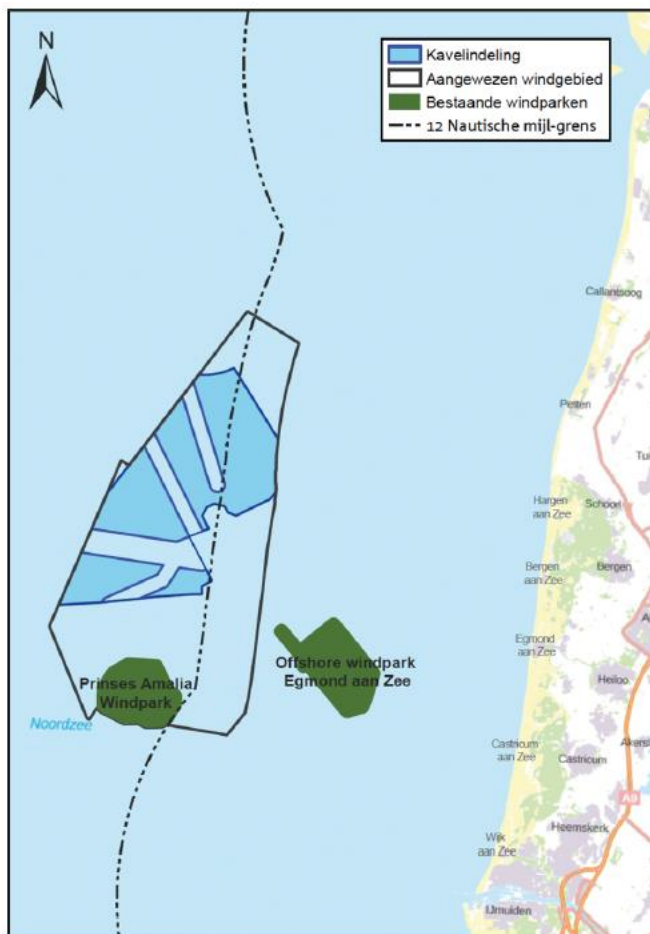 N
Kavelindeling
Aangewezen windgebied
Bestaande windparken
12 Nautische mijl-grens
Callantsoog
Petten
Hargen
aan Zee
Schoorl
Bergen
aan Zee
Bergen
Egmond
aan Zee
Heiloo
Offshore windpark
Egmond aan Zee
Prinses Amalia
Windpark
Noordzee
Castricum
aan Zee
Castricum
Akers
A9
Heemskerk
Wijk
aan Zee
IJmuiden